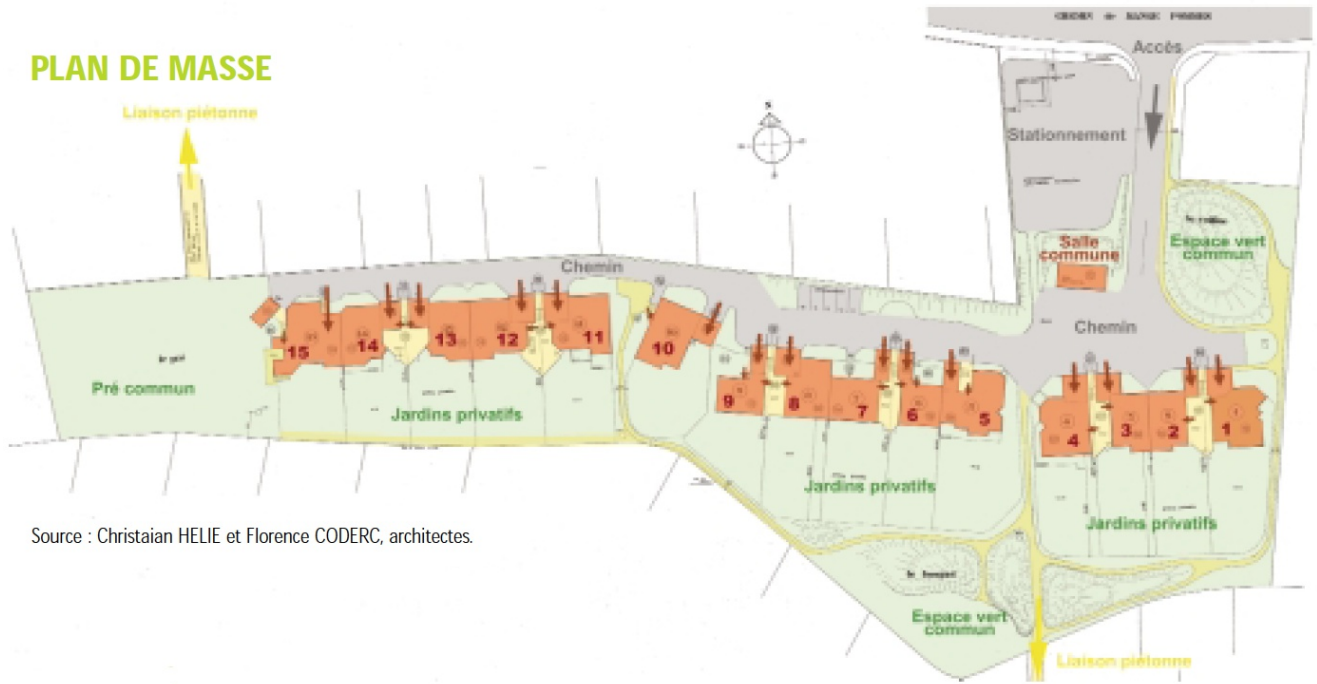 PLAN DE MASSE
Accès
Liaison piétonne
Stationnement
Salle
commune
Espace vert
commun
Chemin
Chemin
Pré commun
15
14
13
12
11
10
9
8
7
6
5
4
3
2
1
Jardins privatifs
Jardins privatifs
Jardins privatifs
Source : Christaian HELIE et Florence CODERC, architectes.
Espace vert
commun
Liaison piétonne